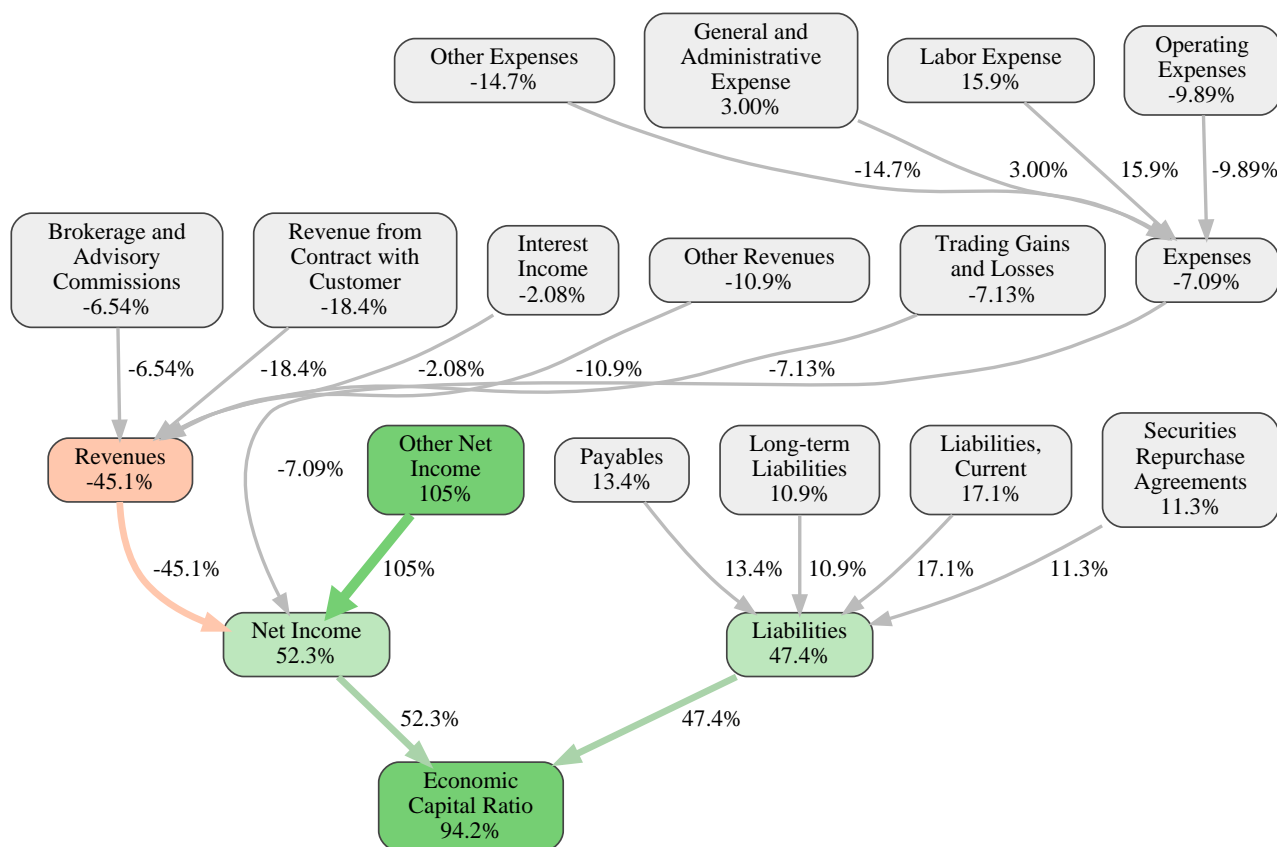 Other Expenses
-14.7%
General and
Administrative
Expense
3.00%
Labor Expense
15.9%
Operating
Expenses
-9.89%
-14.7%
3.00%
15.9%
-9.89%
Brokerage and
Advisory
Commissions
-6.54%
Revenue from
Contract with
Customer
-18.4%
Interest
Income
-2.08%
Other Revenues
-10.9%
Trading Gains
and Losses
-7.13%
Expenses
-7.09%
-6.54%
-18.4%
-2.08%
-10.9%
-7.13%
Revenues
-45.1%
-7.09%
Other Net
Income
105%
Payables
13.4%
Long-term
Liabilities
10.9%
Liabilities,
Current
17.1%
Securities
Repurchase
Agreements
11.3%
-45.1%
105%
13.4%
10.9%
17.1%
11.3%
Net Income
52.3%
Liabilities
47.4%
52.3%
47.4%
Economic
Capital Ratio
94.2%